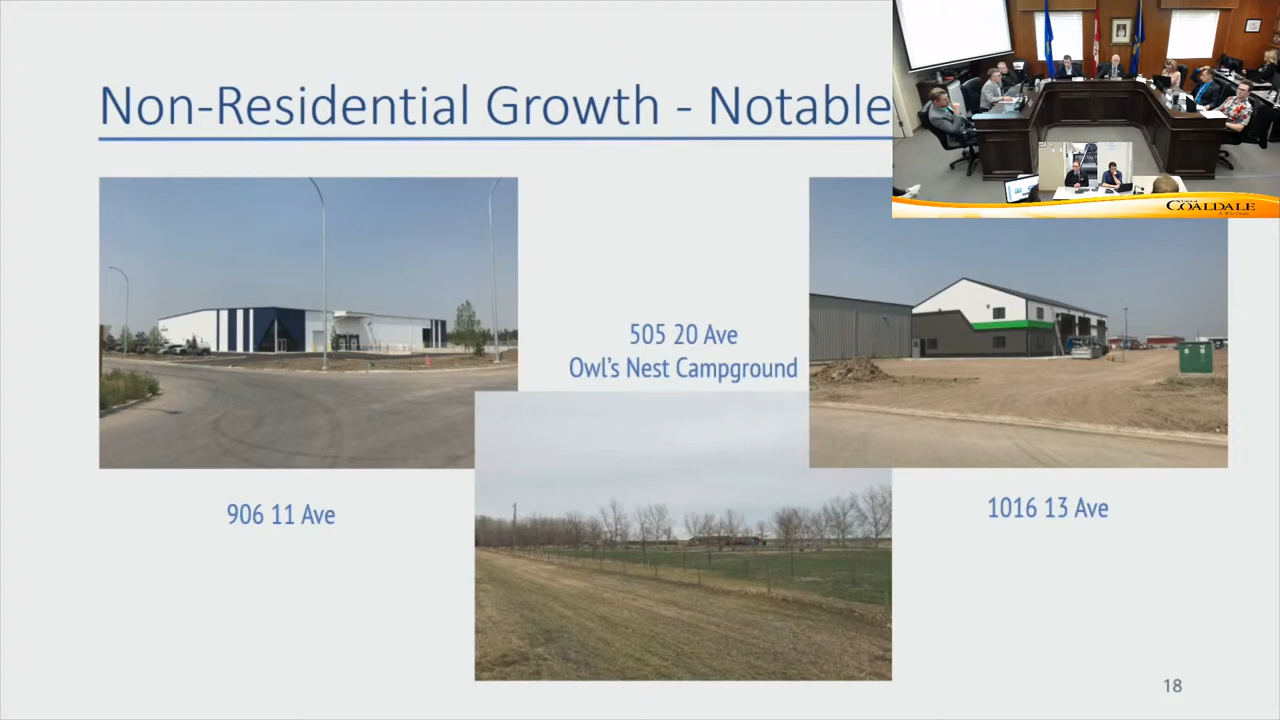 Non-Residential Growth - Notable
COALDALE
505 20 Ave
Owl's Nest Campground
906 11 Ave
1016 13 Ave
18